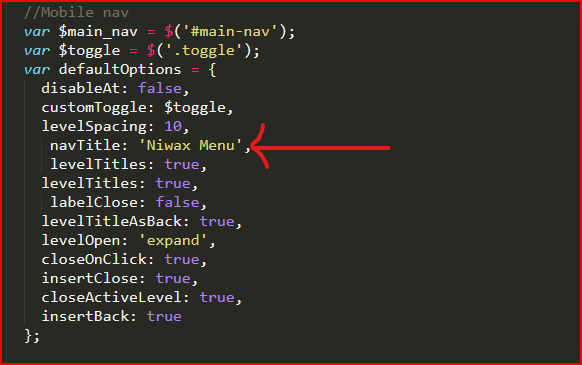 //Mobile nav
var $main_nav = $('#main-nav');
var $toggle = $('.toggle');
var defaultOptions = {
disableAt: false,
customToggle: $toggle,
levelSpacing: 10,
navTitle: 'Niwax Menu',
levelTitles: true,
levelTitles: true,
labelClose: false,
levelTitleAsBack: true,
levelOpen: 'expand',
closeOnClick: true,
insertClose: true,
closeActiveLevel: true,
insertBack: true
};